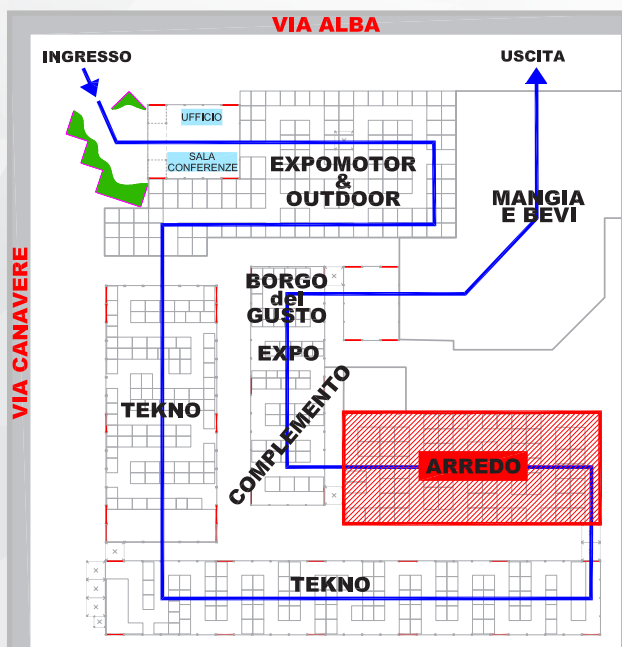 VIA ALBA
INGRESSO
USCITA
UFFICIO
SALA
CONFERENZE
EXPOMOTOR
&
OUTDOOR
MANGIA
E BEVI
VIA CANAVERE
BORGO
del
GUSTO
EXPO
COMPLEMENTO
TEKNO
ARREDO
TEKNO